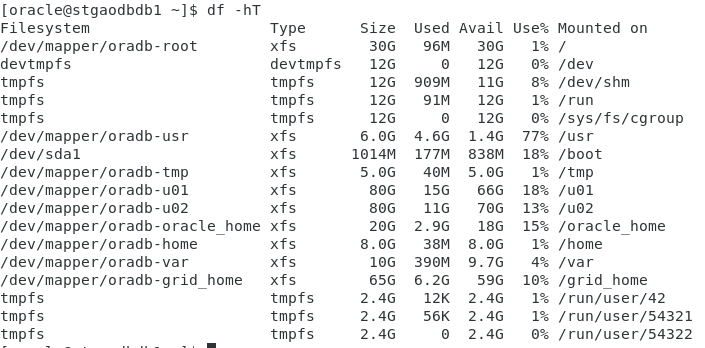 [oracle@stgaodbdb1 ~]$ df -hT
Filesystem Type Size Used Avail Use% Mounted on
/dev/mapper/oradb-root xfs 30G 96M 30G 1% /
devtmpfs devtmpfs 12G 0 12G 0% /dev
tmpfs tmpfs 12G 909M 11G 8% /dev/shm
tmpfs tmpfs 12G 91M 12G 1% /run
tmpfs tmpfs 12G 0 12G 0% /sys/fs/cgroup
/dev/mapper/oradb-usr xfs 6.0G 4.6G 1.4G 77% /usr
/dev/sda1 xfs 1014M 177M 838M 18% /boot
/dev/mapper/oradb-tmp xfs 5.0G 40M 5.0G 1% /tmp
/dev/mapper/oradb-u01 xfs 80G 15G 66G 18% /u01
/dev/mapper/oradb-u02 xfs 80G 11G 70G 13% /u02
/dev/mapper/oradb-oracle_home xfs 20G 2.9G 18G 15% /oracle_home
/dev/mapper/oradb-home xfs 8.0G 38M 8.0G 1% /home
/dev/mapper/oradb-var xfs 10G 390M 9.7G 4% /var
/dev/mapper/oradb-grid_home xfs 65G 6.2G 59G 10% /grid_home
tmpfs tmpfs 2.4G 12K 2.4G 1% /run/user/42
tmpfs tmpfs 2.4G 56K 2.4G 1% /run/user/54321
tmpfs tmpfs 2.4G 0 2.4G 0% /run/user/54322